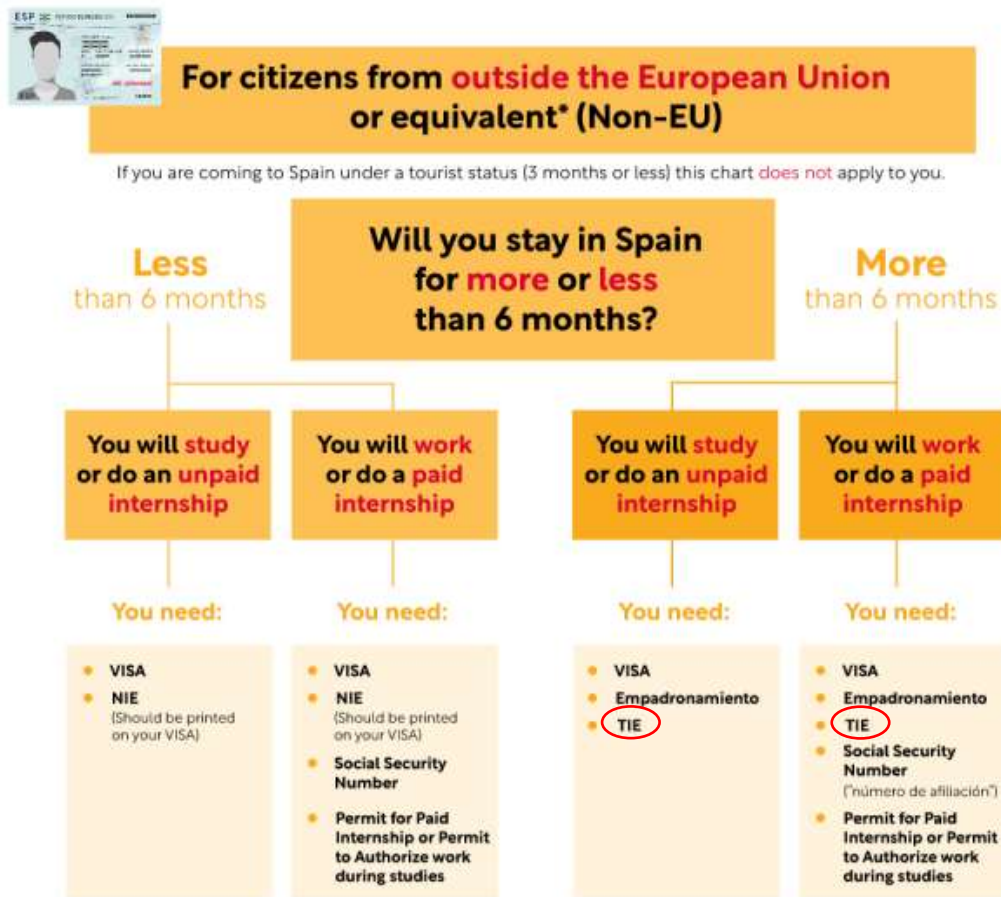 ESP
For citizens from outside the European Union
or equivalent* (Non-EU)
If you are coming to Spain under a tourist status (3 months or less) this chart does not apply to you.
Will you stay in Spain
for more or less
than 6 months?
Less
than 6 months
More
than 6 months
You will study
or do an unpaid
internship
You will work
or do a paid
internship
You will study
or do an unpaid
internship
You will work
or do a paid
internship
You need:
You need:
You need:
You need:
VISA
NIE
(Should be printed
on your VISA)
VISA
NIE
(Should be printed
on your VISA)
Social Security
Number
Permit for Paid
Internship or Permit
to Authorize work
during studies
VISA
Empadronamiento
TIE
VISA
Empadronamiento
TIE
Social Security
Number
("número de afiliación")
Permit for Paid
Internship or Permit
to Authorize work
during studies